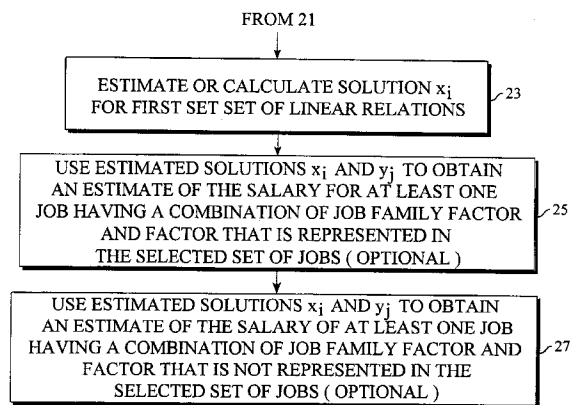 FROM 21
ESTIMATE OR CALCULATE SOLUTION xi
FOR FIRST SET SET OF LINEAR RELATIONS
23
USE ESTIMATED SOLUTIONS xi AND yj TO OBTAIN
AN ESTIMATE OF THE SALARY FOR AT LEAST ONE
JOB HAVING A COMBINATION OF JOB FAMILY FACTOR
AND FACTOR THAT IS REPRESENTED IN
THE SELECTED SET OF JOBS ( OPTIONAL )
25
USE ESTIMATED SOLUTIONS xi AND yj TO OBTAIN
AN ESTIMATE OF THE SALARY OF AT LEAST ONE JOB
HAVING A COMBINATION OF JOB FAMILY FACTOR AND
FACTOR THAT IS NOT REPRESENTED IN THE
SELECTED SET OF JOBS ( OPTIONAL )
27